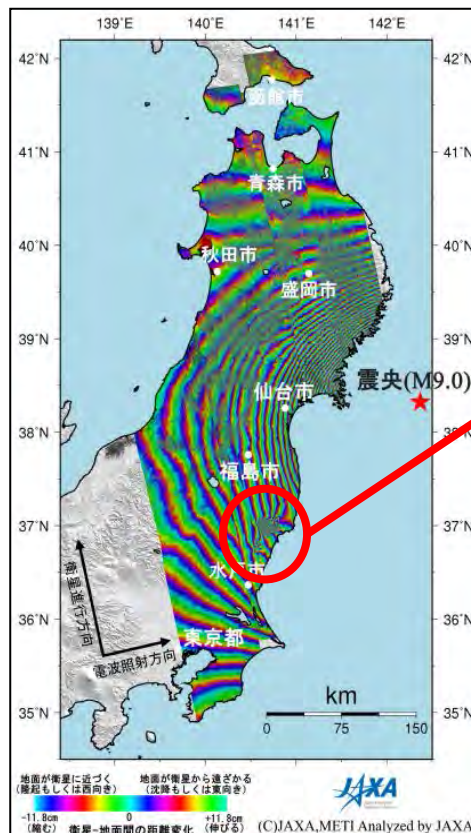 139°E 140°E 141°E 142°E
42°N 42°N
函館市
41°N 41°N
青森市
40°N 40°N
秋田市
盛岡市
39°N 39°N
震央(M9.0)
仙台市
38°N 38°N
福島市
37°N 37°N
水戸市
衛星進行方向
36°N 36°N
東京都
電波照射方向
km
35°N 35°N
0 75 150
139°E 140°E 141°E 142°E
地面が衛星に近づく 地面が衛星から遠ざかる
(隆起もしくは西向き) (沈降もしくは東向き)
JAXA
-11.8cm 0 +11.8cm
(縮む) 衛星-地面間の距離変化 (伸びる)
(C)JAXA,METI Analyzed by JAXA